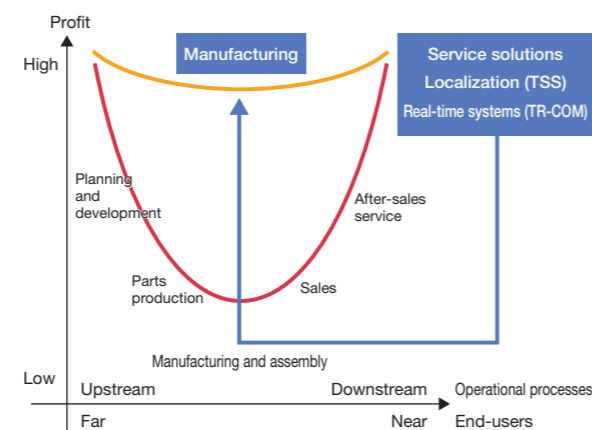 Profit
High
Manufacturing
Service solutions
Localization (TSS)
Real-time systems (TR-COM)
Planning
and
development
After-sales
service
Parts
production
Sales
Manufacturing and assembly
Low
Upstream
Downstream
Operational processes
Far
Near
End-users